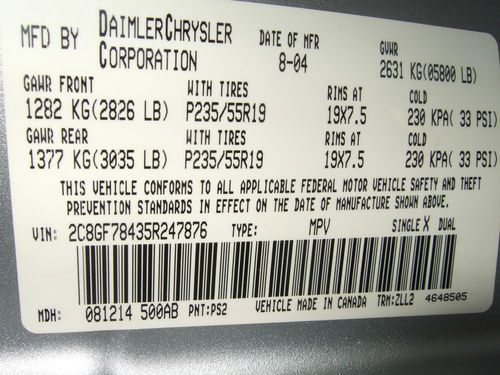 MFD BY DAIMLERCHRYSLER CORPORATION DATE OF MFR 8-04 GVWR 2631 KG(05800 LB)
GAWR FRONT WITH TIRES RIMS AT COLD
1282 KG(2826 LB) P235/55R19 19X7.5 230 KPA( 33 PSI)
GAWR REAR WITH TIRES RIMS AT COLD
1377 KG(3035 LB) P235/55R19 19X7.5 230 KPA( 33 PSI)
THIS VEHICLE CONFORMS TO ALL APPLICABLE FEDERAL MOTOR VEHICLE SAFETY AND THEFT
PREVENTION STANDARDS IN EFFECT ON THE DATE OF MANUFACTURE SHOWN ABOVE.
VIN: 2C8GF78435R247876 TYPE: MPV SINGLE X DUAL
MDH: 081214 500AB PNT:PS2 VEHICLE MADE IN CANADA TRM:ZLL2 4648505